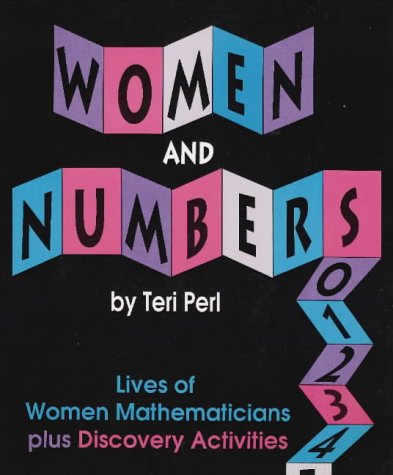 WOMEN
AND
NUMBERS
0
by Teri Perl
1
2
Lives of
3
Women Mathematicians
4
plus Discovery Activities